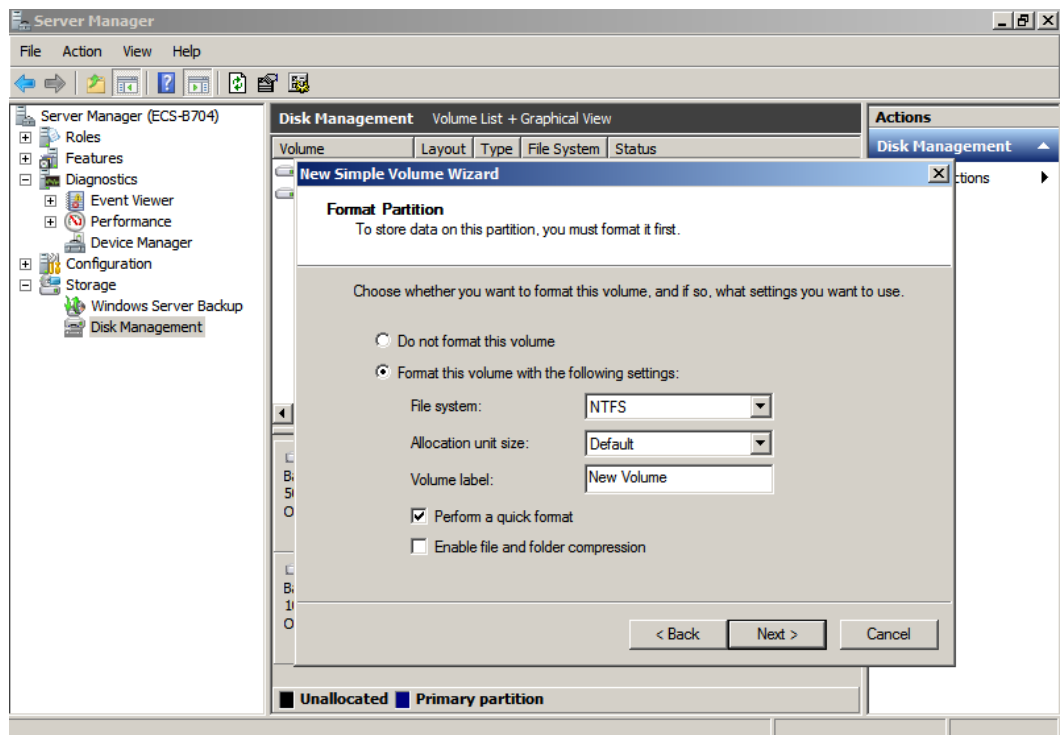 Server Manager
File Action View Help
Server Manager (ECS-B704)
Roles
Features
Diagnostics
Event Viewer
Performance
Device Manager
Configuration
Storage
Windows Server Backup
Disk Management
Disk Management Volume List + Graphical View
Volume Layout Type File System Status
Actions
Disk Management
ctions
New Simple Volume Wizard
Format Partition
To store data on this partition, you must format it first.
Choose whether you want to format this volume, and if so, what settings you want to use.
Do not format this volume
Format this volume with the following settings:
File system: NTFS
Allocation unit size: Default
Volume label: New Volume
Perform a quick format
Enable file and folder compression
< Back Next > Cancel
Unallocated Primary partition